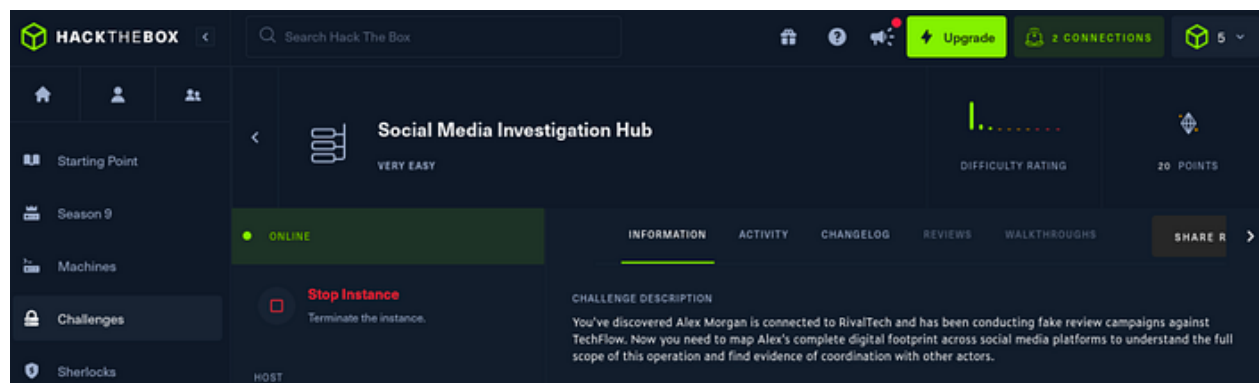 HACKTHEBOX
Search Hack The Box
Upgrade
2 CONNECTIONS
5
Starting Point
Season 9
Machines
Challenges
Sherlocks
Social Media Investigation Hub
VERY EASY
DIFFICULTY RATING
20 POINTS
ONLINE
Stop Instance
Terminate the instance.
HOST
INFORMATION
ACTIVITY
CHANGELOG
REVIEWS
WALKTHROUGHS
SHARE R
CHALLENGE DESCRIPTION
You've discovered Alex Morgan is connected to RivalTech and has been conducting fake review campaigns against
TechFlow. Now you need to map Alex's complete digital footprint across social media platforms to understand the full
scope of this operation and find evidence of coordination with other actors.